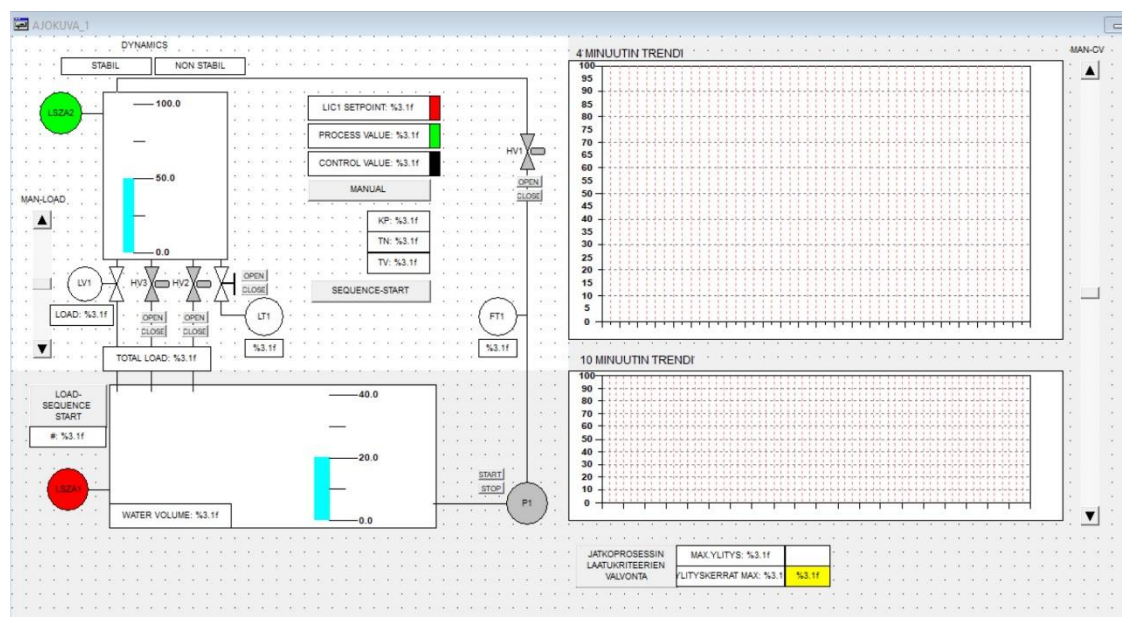 AJOKUVA_1
DYNAMICS
STABIL
NON STABIL
LSZA2
100.0
50.0
0.0
LIC1 SETPOINT: %3.1f
PROCESS VALUE: %3.1f
CONTROL VALUE: %3.1f
MANUAL
KP: %3.1f
TN: %3.1f
TV: %3.1f
SEQUENCE-START
HV1
OPEN
CLOSE
MAN-LOAD
LV1
HV3
HV2
OPEN
CLOSE
LOAD: %3.1f
OPEN
CLOSE
OPEN
CLOSE
LT1
%3.1f
FT1
%3.1f
TOTAL LOAD: %3.1f
LOAD-
SEQUENCE
START
#: %3.1f
40.0
20.0
0.0
LSZA1
WATER VOLUME: %3.1f
START
STOP
P1
4 MINUUTIN TRENDI
100
95
90
85
80
75
70
65
60
55
50
45
40
35
30
25
20
15
10
5
0
MAN-CV
10 MINUUTIN TRENDI
100
90
80
70
60
50
40
30
20
10
0
JATKOPROSESSIN
LAATUKRITEERIEN
VALVONTA
MAX.YLITYS: %3.1f
YLITYSKERRAT MAX: %3.1
%3.1f